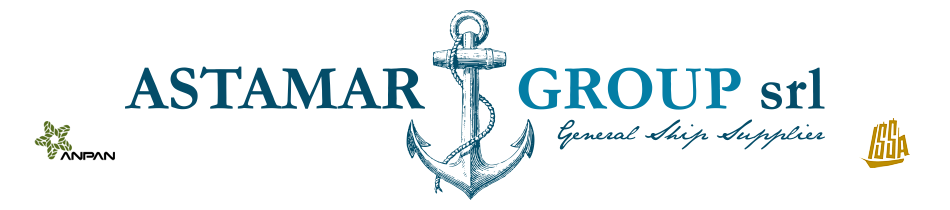 ASTAMAR GROUP srl
General Ship Supplier
ANPAN
ISSA